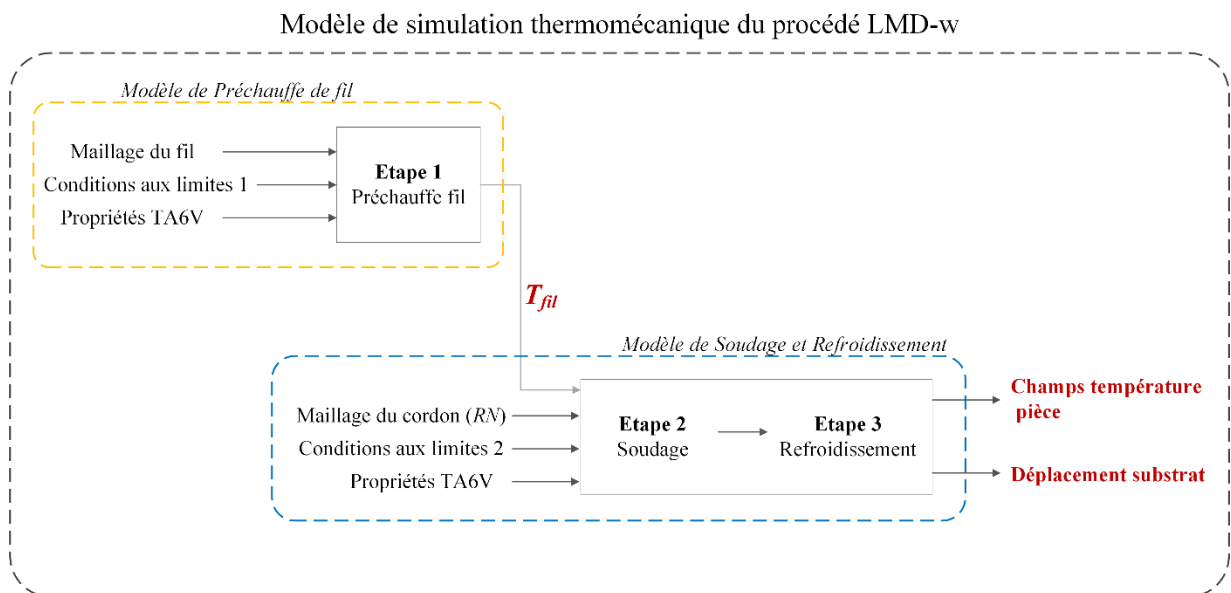 Modèle de simulation thermomécanique du procédé LMD-w
Modèle de Préchauffe de fil
Maillage du fil
Conditions aux limites 1
Propriétés TA6V
Etape 1
Préchauffe fil
T_fil
Modèle de Soudage et Refroidissement
Maillage du cordon (RN)
Conditions aux limites 2
Propriétés TA6V
Etape 2
Soudage
Etape 3
Refroidissement
Champs température
pièce
Déplacement substrat